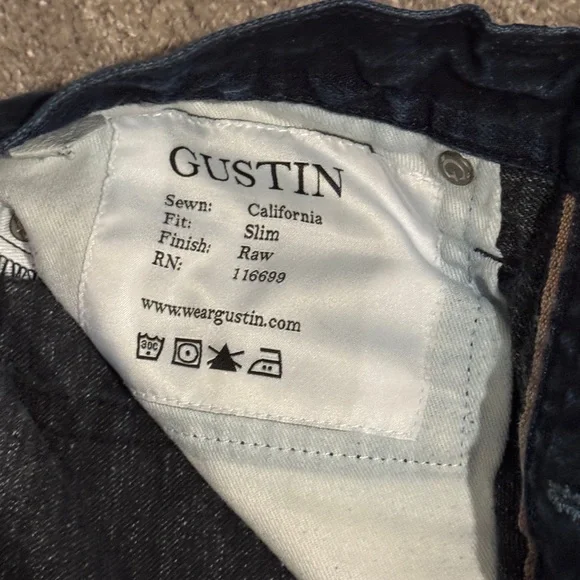 GUSTIN
Sewn: California
Fit: Slim
Finish: Raw
RN: 116699
www.weargustin.com
30C